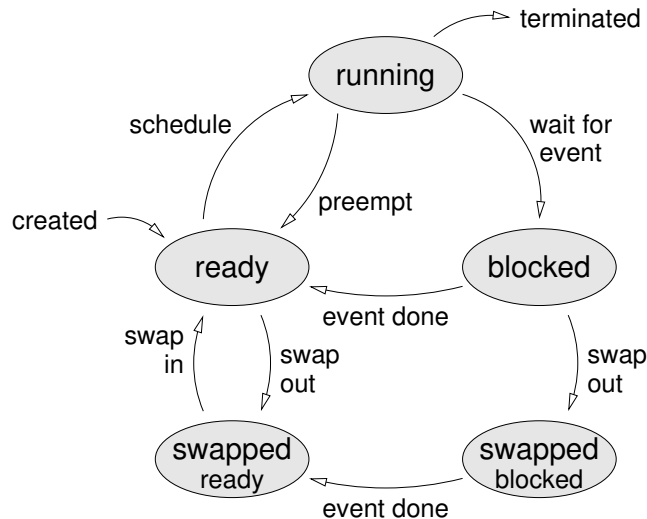 terminated
running
schedule
wait for
event
preempt
created
ready
blocked
event done
swap
in
swap
out
swap
out
swapped
ready
swapped
blocked
event done